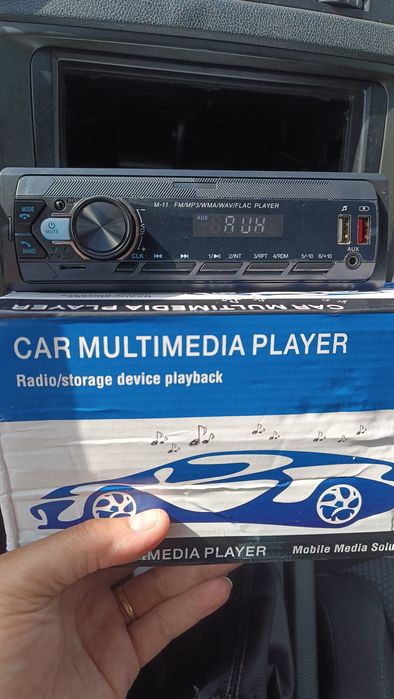 M-11 FM/MP3/WMA/WAV/FLAC PLAYER
MODE
MUTE
BAND
VOL
AUX
AUX
CLK
1/▶II 2/INT 3/RPT 4/RDM 5/-10 6/+10
AUX
CAR MULTIMEDIA PLAYER
CAR MULTIMEDIA PLAYER
Radio/storage device playback
IMEDIA PLAYER
Mobile Media Solu